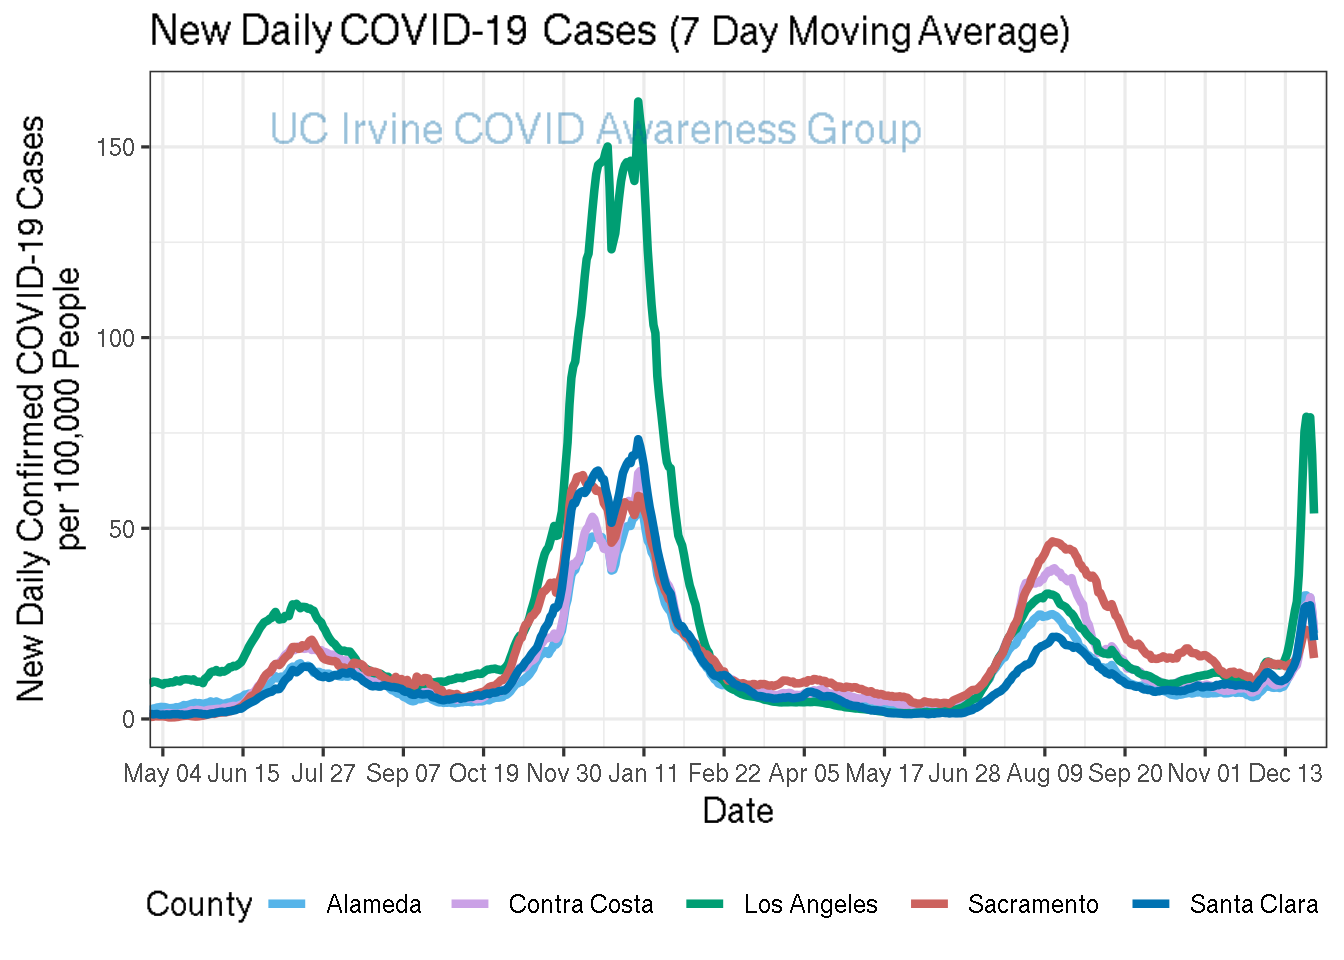 New Daily COVID-19 Cases (7 Day Moving Average)
UC Irvine COVID Awareness Group
New Daily Confirmed COVID-19 Cases
per 100,000 People
150
100
50
0
May 04 Jun 15 Jul 27 Sep 07 Oct 19 Nov 30 Jan 11 Feb 22 Apr 05 May 17 Jun 28 Aug 09 Sep 20 Nov 01 Dec 13
Date
County Alameda Contra Costa Los Angeles Sacramento Santa Clara